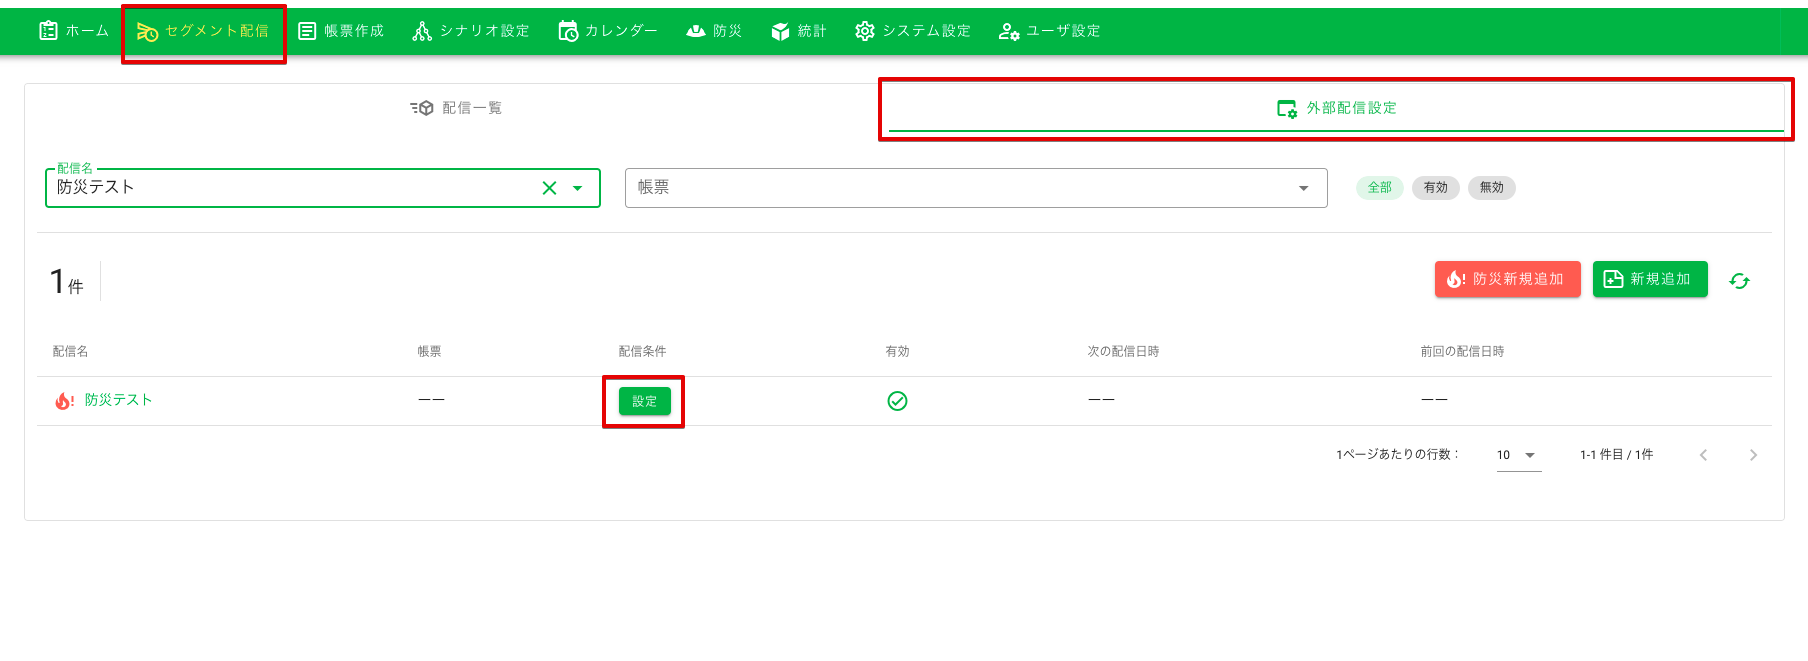 ホーム セグメント配信 帳票作成 シナリオ設定 カレンダー 防災 統計 システム設定 ユーザ設定
配信一覧 外部配信設定
配信名
防災テスト 帳票 全部 有効 無効
1件 防災新規追加 新規追加
配信名 帳票 配信条件 有効 次の配信日時 前回の配信日時
防災テスト —— 設定 —— ——
1ページあたりの行数： 10 1-1 件目 / 1件